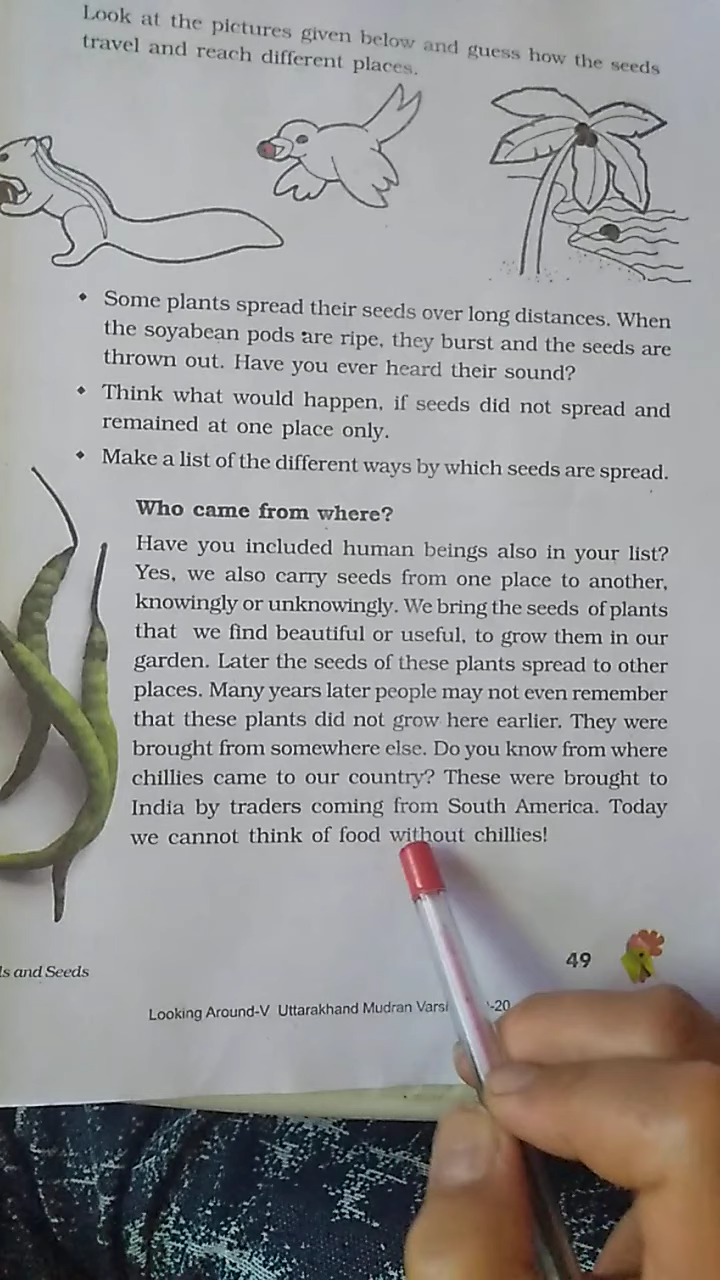 Look at the pictures given below and guess how the seeds
travel and reach different places.
• Some plants spread their seeds over long distances. When
the soyabean pods are ripe, they burst and the seeds are
thrown out. Have you ever heard their sound?
• Think what would happen, if seeds did not spread and
remained at one place only.
• Make a list of the different ways by which seeds are spread.
Who came from where?
Have you included human beings also in your list?
Yes, we also carry seeds from one place to another,
knowingly or unknowingly. We bring the seeds of plants
that we find beautiful or useful, to grow them in our
garden. Later the seeds of these plants spread to other
places. Many years later people may not even remember
that these plants did not grow here earlier. They were
brought from somewhere else. Do you know from where
chillies came to our country? These were brought to
India by traders coming from South America. Today
we cannot think of food without chillies!
49
and Seeds
Looking Around-V Uttarakhand Mudran -20